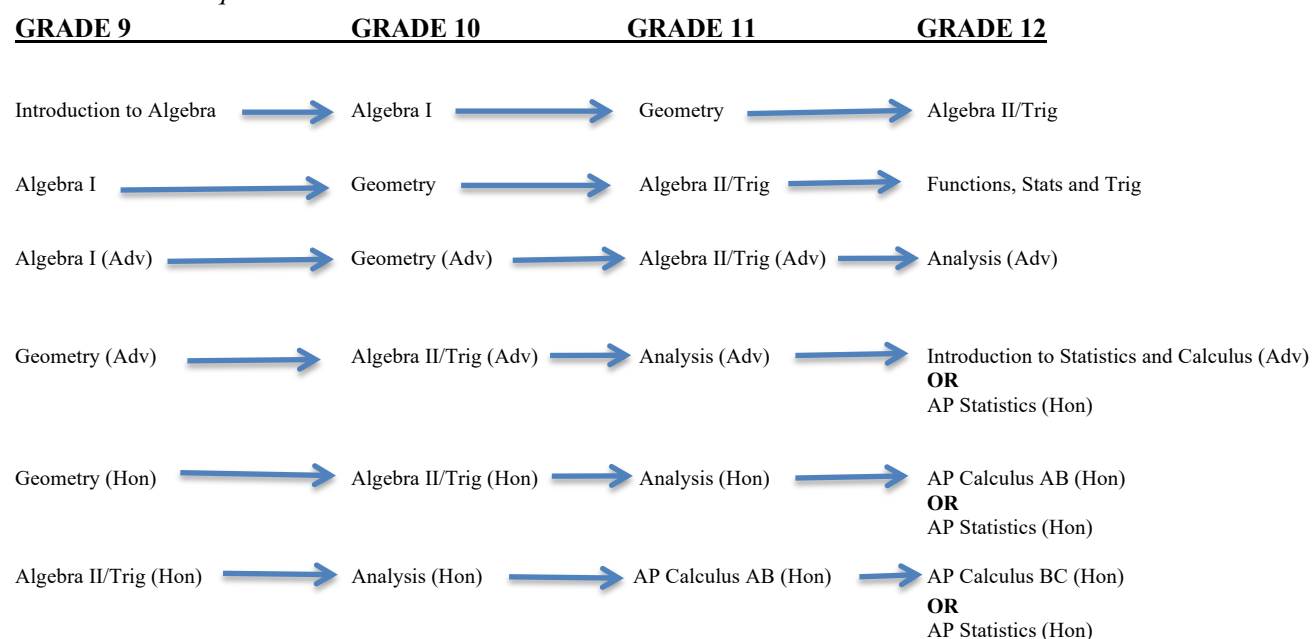 GRADE 9 GRADE 10 GRADE 11 GRADE 12
Introduction to Algebra Algebra I Geometry Algebra II/Trig
Algebra I Geometry Algebra II/Trig Functions, Stats and Trig
Algebra I (Adv) Geometry (Adv) Algebra II/Trig (Adv) Analysis (Adv)
Geometry (Adv) Algebra II/Trig (Adv) Analysis (Adv) Introduction to Statistics and Calculus (Adv)
OR
AP Statistics (Hon)
Geometry (Hon) Algebra II/Trig (Hon) Analysis (Hon) AP Calculus AB (Hon)
OR
AP Statistics (Hon)
Algebra II/Trig (Hon) Analysis (Hon) AP Calculus AB (Hon) AP Calculus BC (Hon)
OR
AP Statistics (Hon)